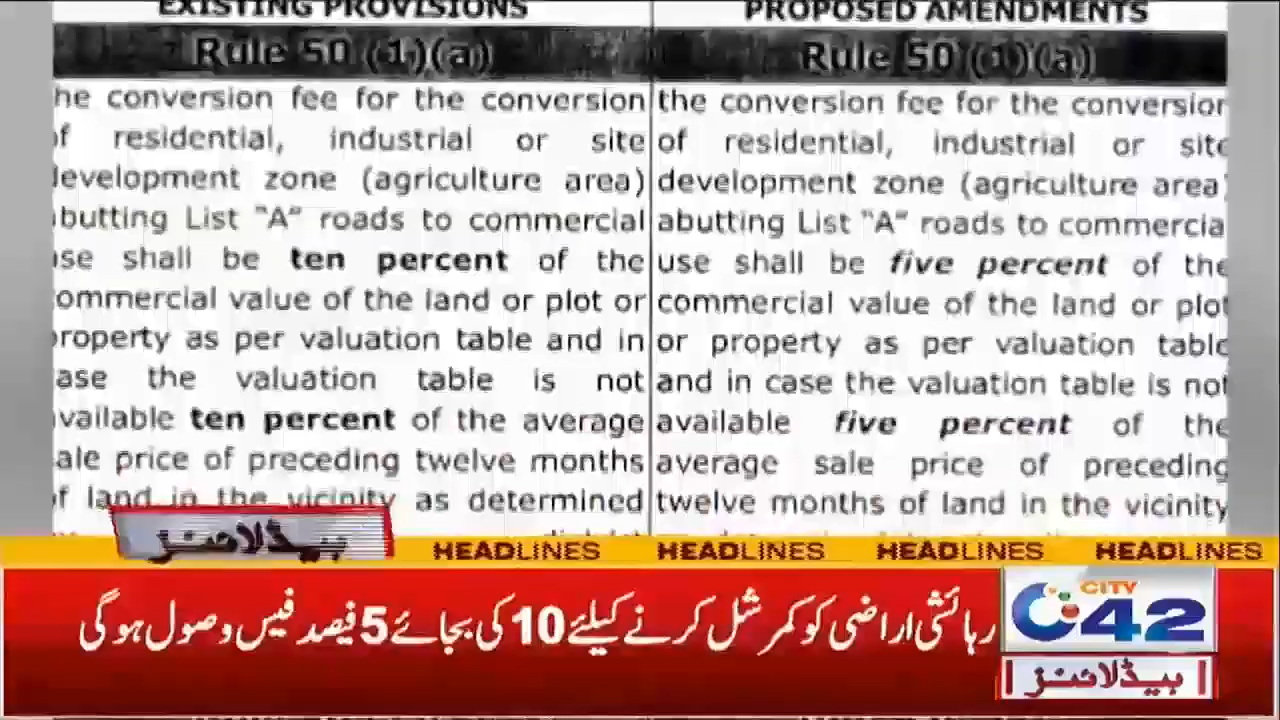 EXISTING PROVISIONS
Rule 50 (1)(a)
he conversion fee for the conversion
f residential, industrial or site
evelopment zone (agriculture area)
butting List "A" roads to commercial
se shall be ten percent of the
ommercial value of the land or plot or
roperty as per valuation table and in
ase the valuation table is not
vailable ten percent of the average
ale price of preceding twelve months
f land in the vicinity as determined
PROPOSED AMENDMENTS
Rule 50 (1)(a)
the conversion fee for the conversion
of residential, industrial or site
development zone (agriculture area)
abutting List "A" roads to commercial
use shall be five percent of the
commercial value of the land or plot
or property as per valuation table
and in case the valuation table is not
available five percent of the
average sale price of preceding
twelve months of land in the vicinity
ہیڈلائنز
HEADLINES HEADLINES HEADLINES HEADLINES
رہائشی اراضی کو کمرشل کرنے کیلئے 10 کی بجائے 5 فیصد فیس وصول ہوگی
CITY
42
ہیڈلائنز